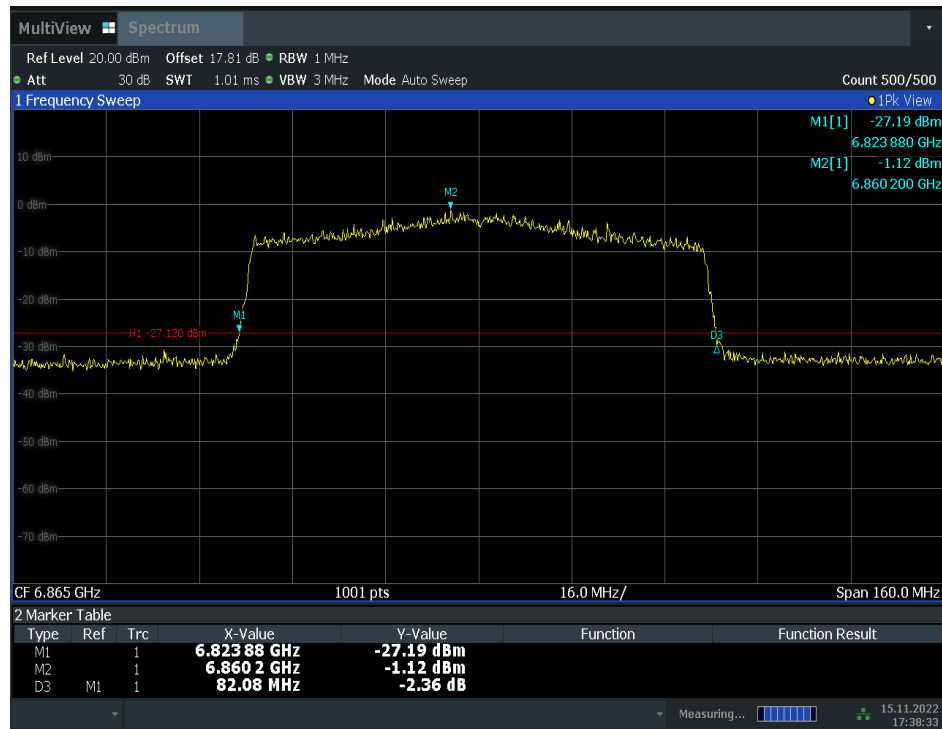 MultiView Spectrum
Ref Level 20.00 dBm Offset 17.81 dB RBW 1 MHz
Att 30 dB SWT 1.01 ms VBW 3 MHz Mode Auto Sweep Count 500/500
1 Frequency Sweep 1Pk View
M1[1] -27.19 dBm
6.823 880 GHz
10 dBm
M2[1] -1.12 dBm
6.860 200 GHz
M2
0 dBm
-10 dBm
-20 dBm
M1
H1 -27.120 dBm
D3
-30 dBm
-40 dBm
-50 dBm
-60 dBm
-70 dBm
CF 6.865 GHz 1001 pts 16.0 MHz/ Span 160.0 MHz
2 Marker Table
Type Ref Trc X-Value Y-Value Function Function Result
M1 1 6.823 88 GHz -27.19 dBm
M2 1 6.860 2 GHz -1.12 dBm
D3 M1 1 82.08 MHz -2.36 dB
Measuring... 15.11.2022
17:38:33